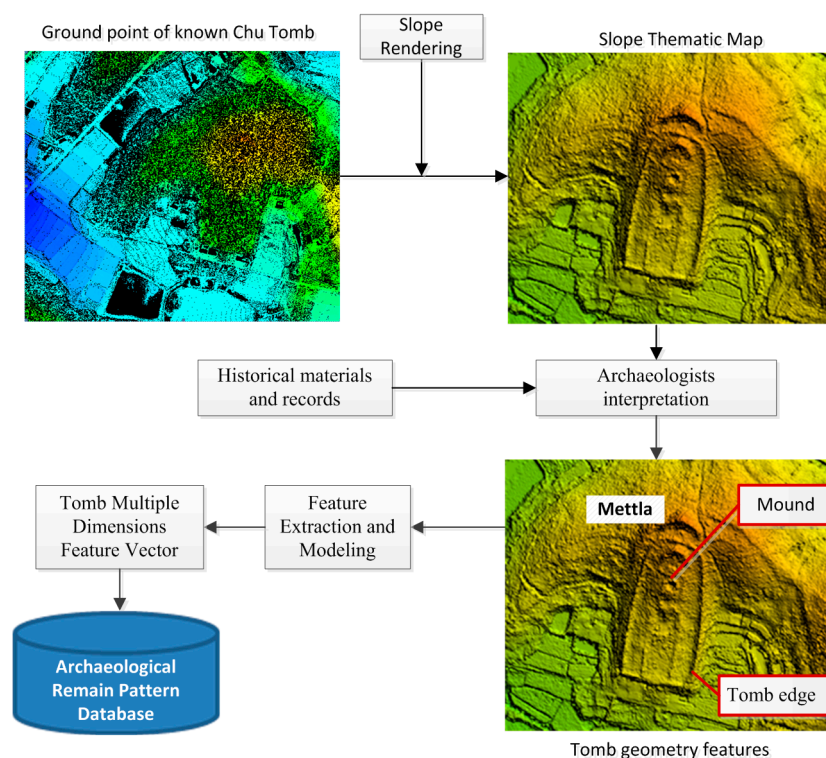 Ground point of known Chu Tomb
Slope
Rendering
Slope Thematic Map
Historical materials
and records
Archaeologists
interpretation
Tomb Multiple
Dimensions
Feature Vector
Feature
Extraction and
Modeling
Mettla
Mound
Tomb edge
Archaeological
Remain Pattern
Database
Tomb geometry features